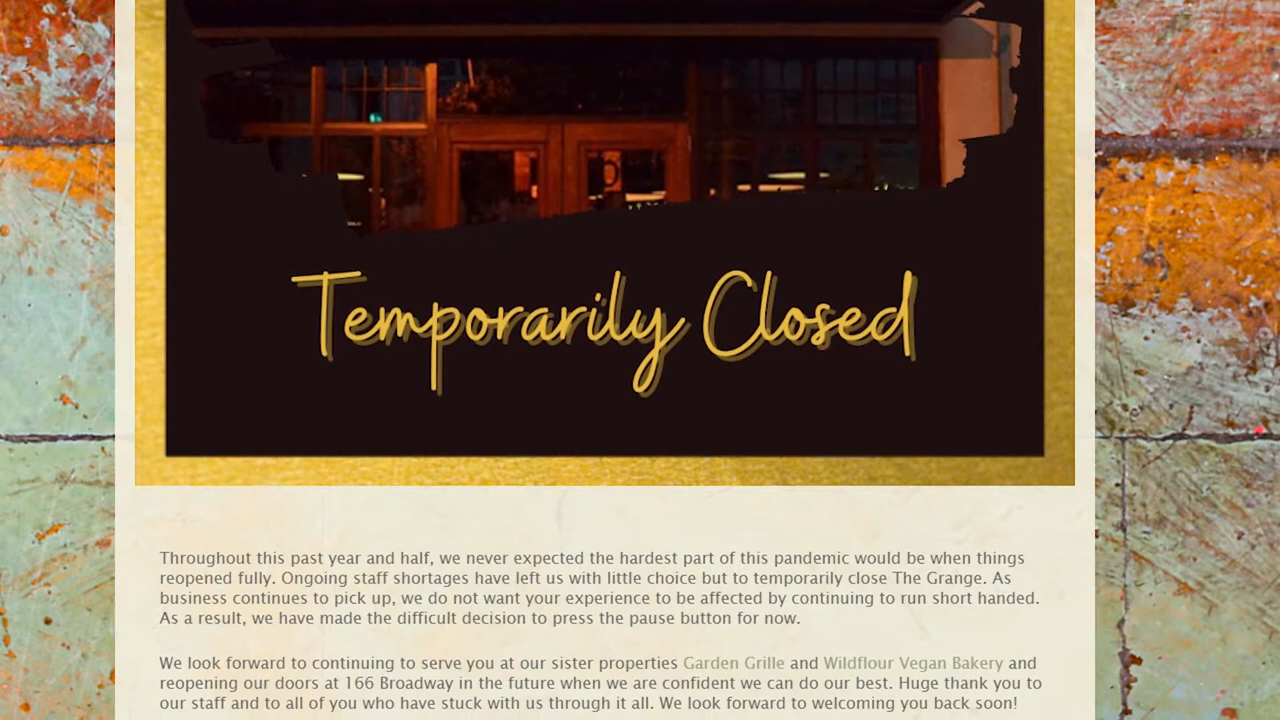 Temporarily Closed
Throughout this past year and half, we never expected the hardest part of this pandemic would be when things
reopened fully. Ongoing staff shortages have left us with little choice but to temporarily close The Grange. As
business continues to pick up, we do not want your experience to be affected by continuing to run short handed.
As a result, we have made the difficult decision to press the pause button for now.
We look forward to continuing to serve you at our sister properties Garden Grille and Wildflour Vegan Bakery and
reopening our doors at 166 Broadway in the future when we are confident we can do our best. Huge thank you to
our staff and to all of you who have stuck with us through it all. We look forward to welcoming you back soon!